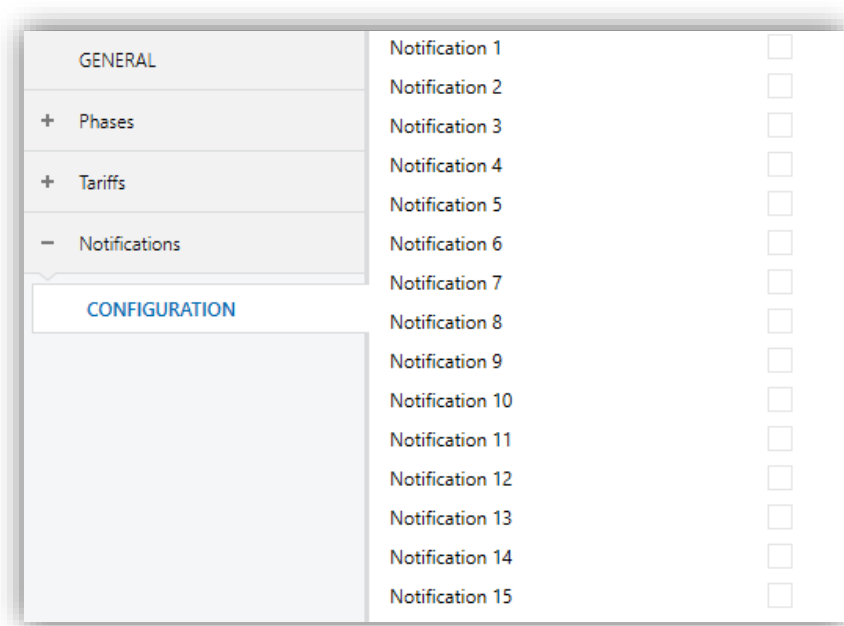 GENERAL
+ Phases
+ Tariffs
− Notifications
CONFIGURATION
Notification 1
Notification 2
Notification 3
Notification 4
Notification 5
Notification 6
Notification 7
Notification 8
Notification 9
Notification 10
Notification 11
Notification 12
Notification 13
Notification 14
Notification 15